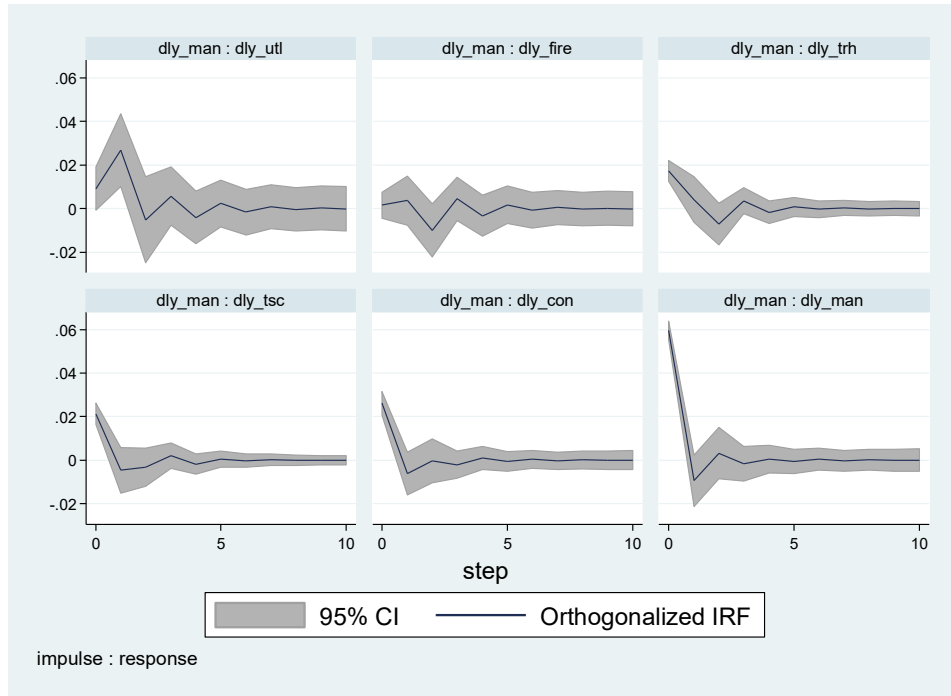 dly_man : dly_utl dly_fire dly_man : dly_trh
.06
.04
.02
0
-.02
dly_man : dly_tsc dly_man : dly_con dly_man : dly_man
.06
.04
.02
0
-.02
0 5 10 0 5 10 0 5 10
step
95% CI Orthogonalized IRF
impulse : response